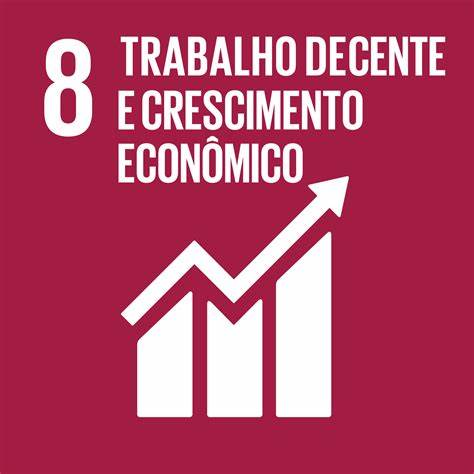 8 TRABALHO DECENTE
E CRESCIMENTO
ECONÔMICO